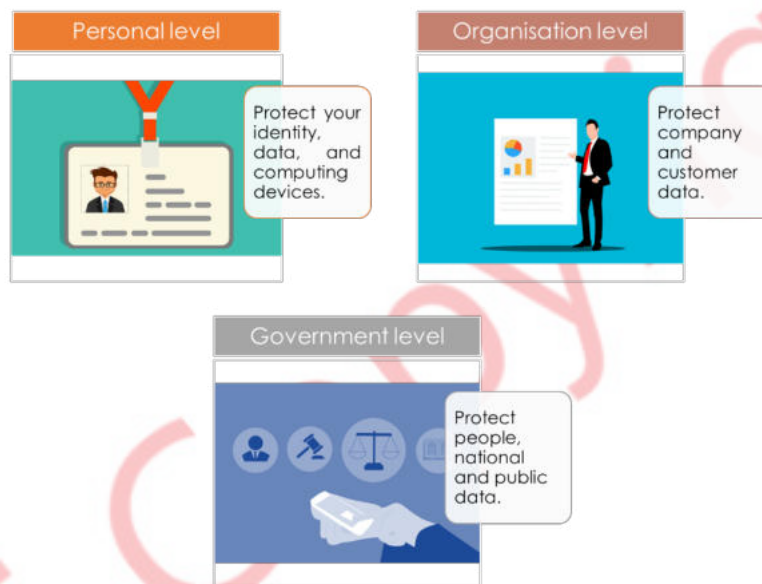 Personal level
Organisation level
Protect your
identity,
data, and
computing
devices.
Protect
company
and
customer
data.
Government level
Protect
people,
national
and public
data.